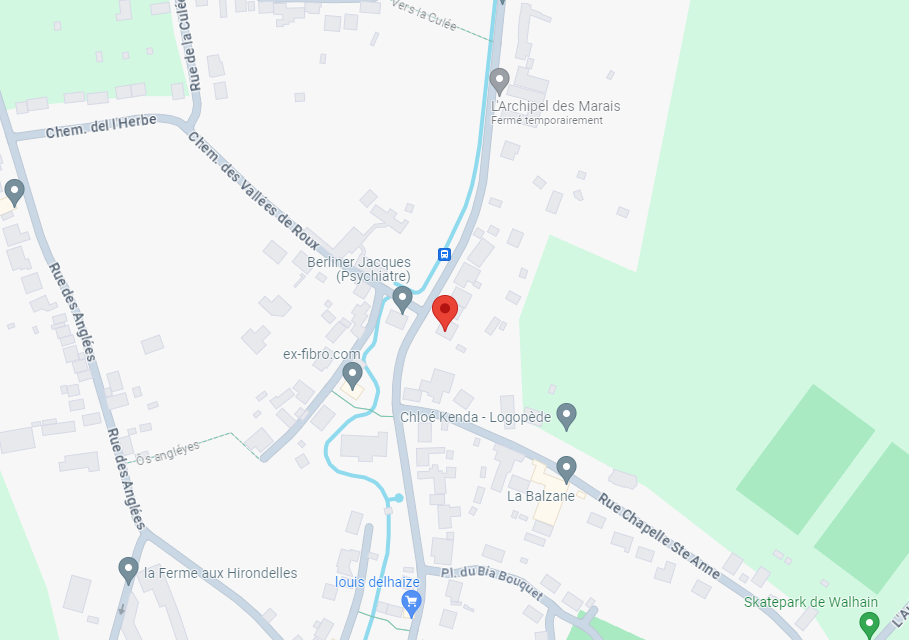 Vers la Culée
Rue de la Culée
L'Archipel des Marais
Fermé temporairement
Chem. del l'Herbe
Chem. des Vallées de Roux
Berliner Jacques
(Psychiatre)
Rue des Anglées
ex-fibro.com
Chloé Kenda - Logopède
Rue des Anglées
Os-angléyes
La Balzane
Rue Chapelle Ste Anne
la Ferme aux Hirondelles
Pl. du Bia Bouquet
louis delhaize
Skatepark de Walhain